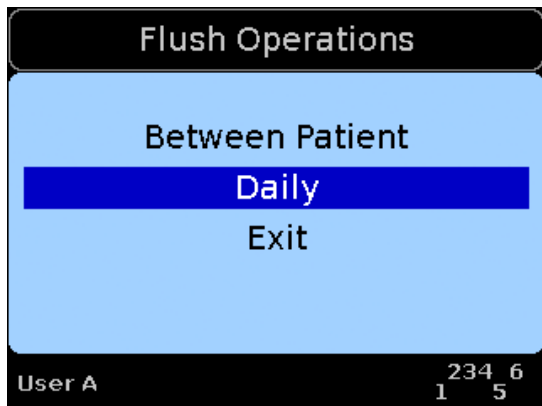 Flush Operations
Between Patient
Daily
Exit
User A 1 234 5 6